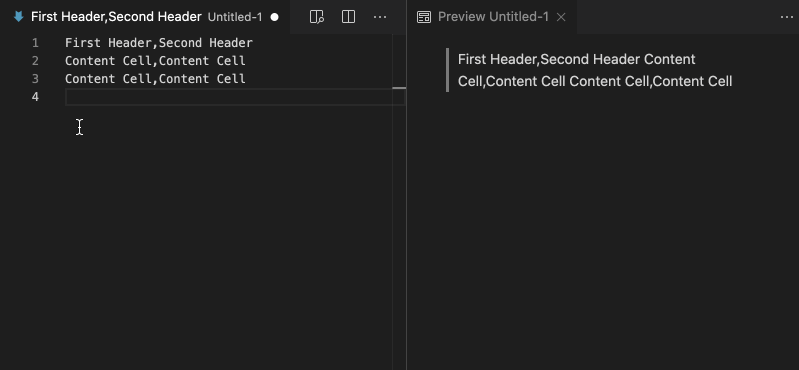 First Header,Second Header Untitled-1
Preview Untitled-1
1 First Header,Second Header
2 Content Cell,Content Cell
3 Content Cell,Content Cell
4
First Header,Second Header Content
Cell,Content Cell Content Cell,Content Cell